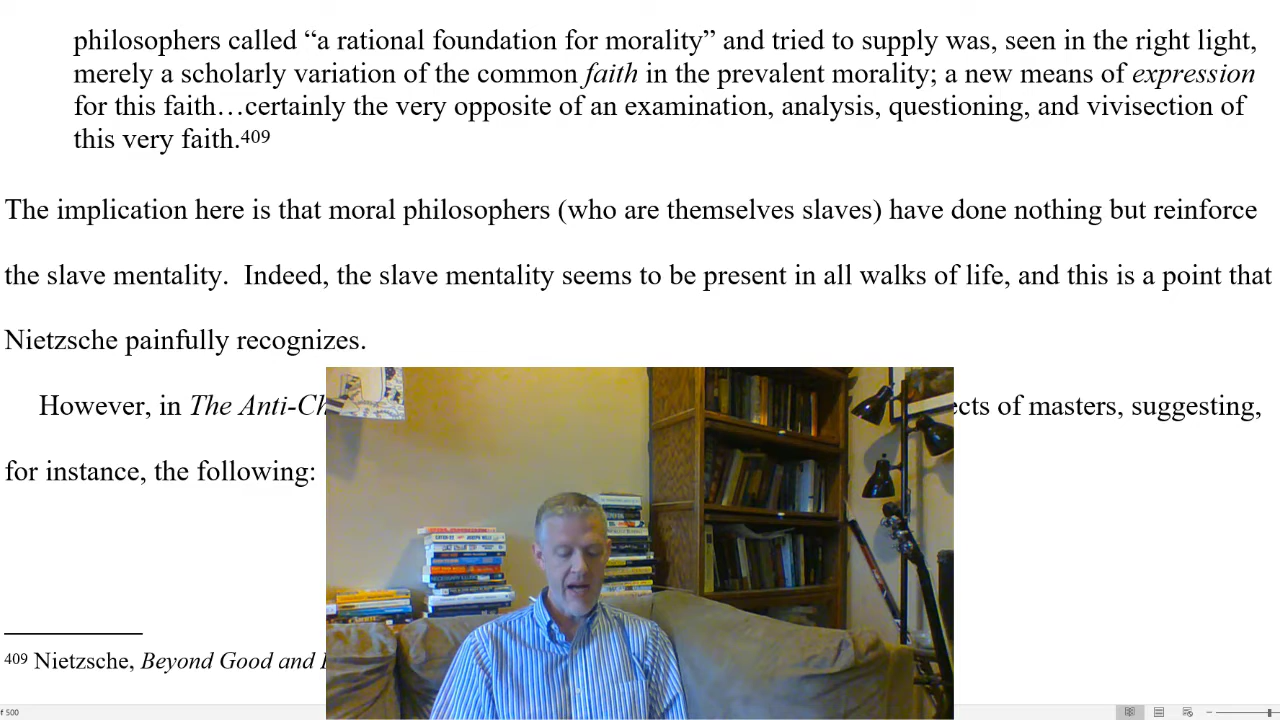 philosophers called “a rational foundation for morality” and tried to supply was, seen in the right light,
merely a scholarly variation of the common faith in the prevalent morality; a new means of expression
for this faith…certainly the very opposite of an examination, analysis, questioning, and vivisection of
this very faith.409
The implication here is that moral philosophers (who are themselves slaves) have done nothing but reinforce
the slave mentality.  Indeed, the slave mentality seems to be present in all walks of life, and this is a point that
Nietzsche painfully recognizes.
However, in The Anti-Ch ects of masters, suggesting,
for instance, the following:
409 Nietzsche, Beyond Good and
f 500